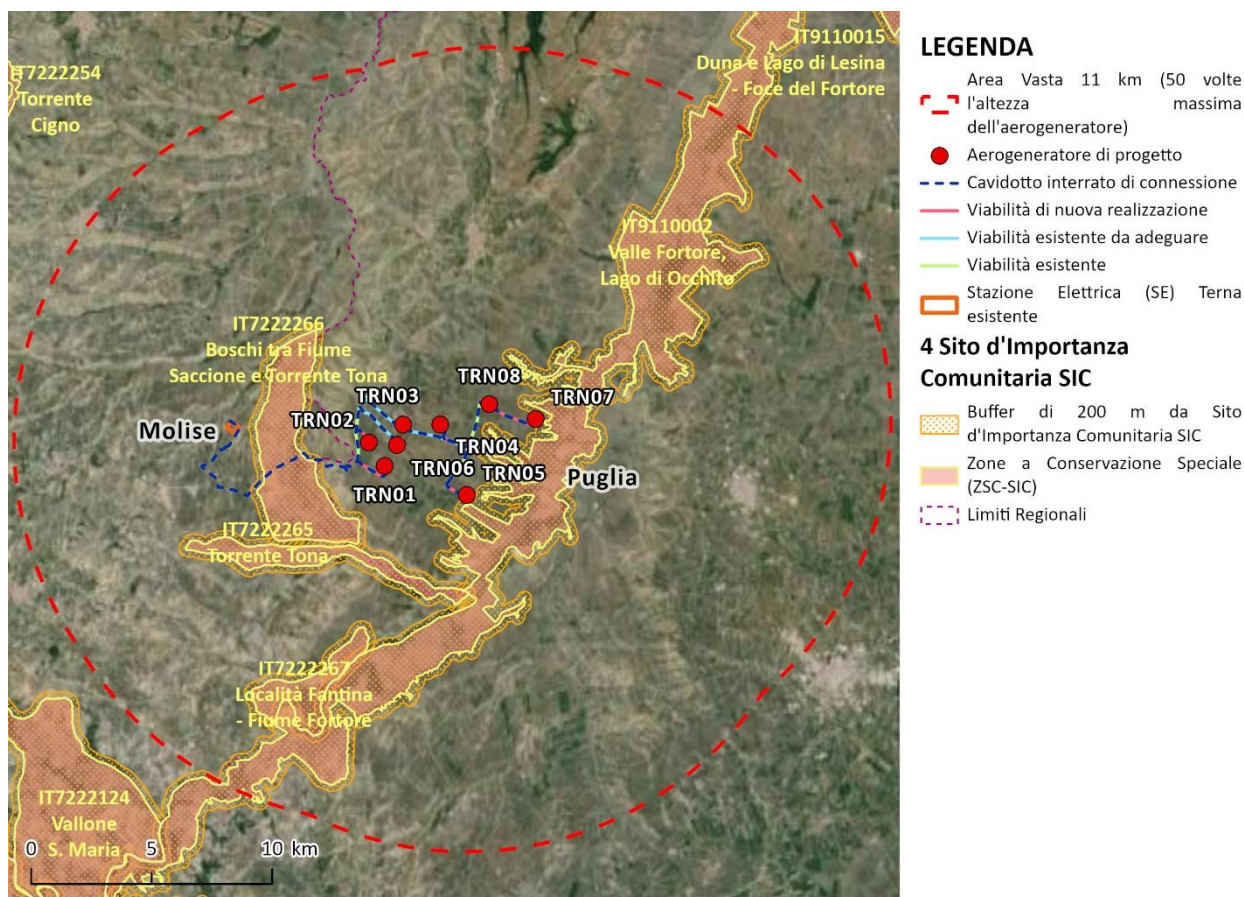 IT9110015
Duna e Lago di Lesina
- Foce del Fortore
IT7222254
Torrente
Cigno
IT9110002
Valle Fortore,
Lago di Occhito
IT7222266
Boschi tra Fiume
Saccione e Torrente Tona
TRN08
TRN03
TRN07
TRN02
Molise
TRN04
TRN06
TRN05
Puglia
TRN01
IT7222265
Torrente Tona
IT7222267
Località Fantina
- Fiume Fortore
IT7222124
Vallone
S. Maria
0 5 10 km
LEGENDA
Area Vasta 11 km (50 volte
l'altezza massima
dell'aerogeneratore)
Aerogeneratore di progetto
Cavidotto interrato di connessione
Viabilità di nuova realizzazione
Viabilità esistente da adeguare
Viabilità esistente
Stazione Elettrica (SE) Terna
esistente
4 Sito d'Importanza
Comunitaria SIC
Buffer di 200 m da Sito
d'Importanza Comunitaria SIC
Zone a Conservazione Speciale
(ZSC-SIC)
Limiti Regionali